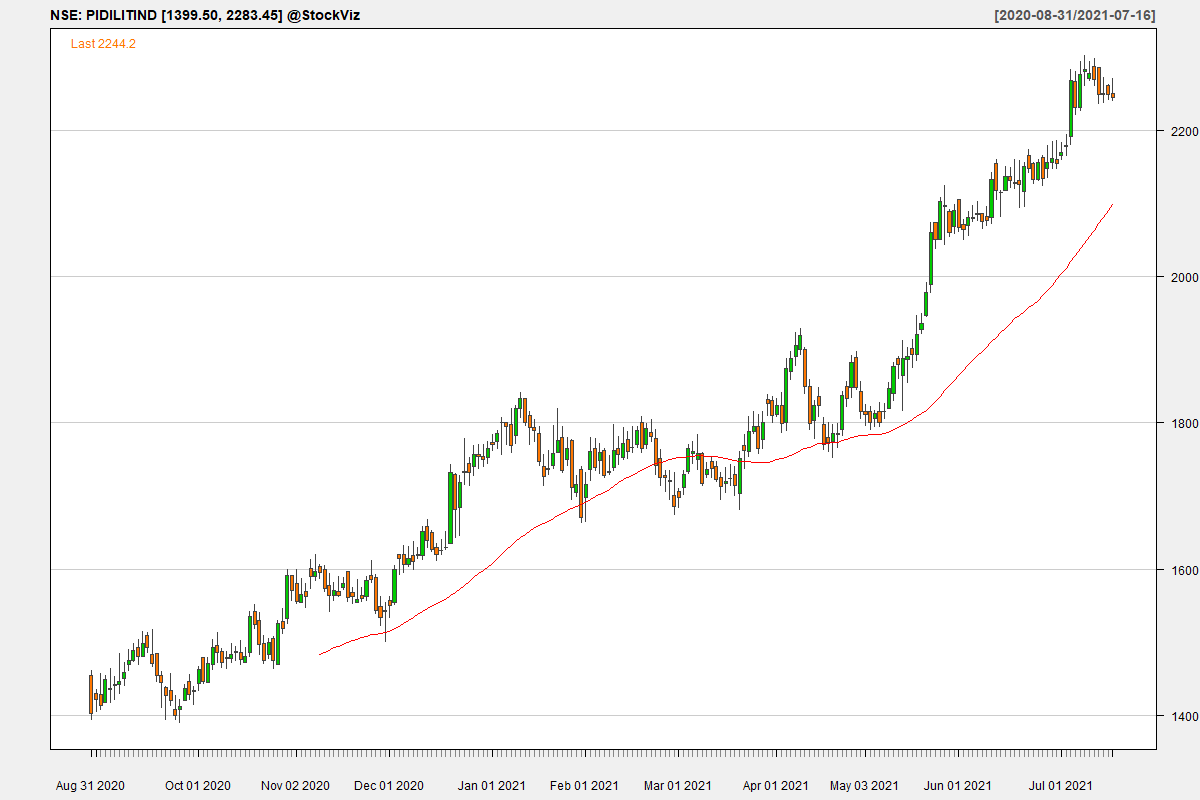 NSE: PIDILITIND [1399.50, 2283.45] @StockViz [2020-08-31/2021-07-16]
Last 2244.2
2200
2000
1800
1600
1400
Aug 31 2020 Oct 01 2020 Nov 02 2020 Dec 01 2020 Jan 01 2021 Feb 01 2021 Mar 01 2021 Apr 01 2021 May 03 2021 Jun 01 2021 Jul 01 2021